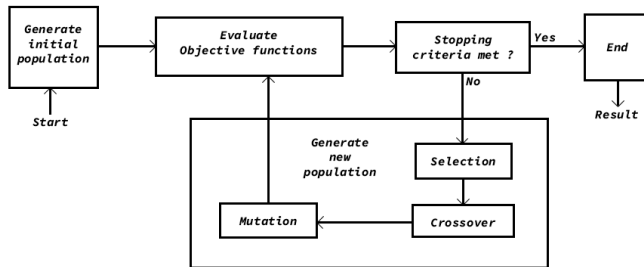 Generate
initial
population
Start
Evaluate
Objective functions
Stopping
criteria met ?
Yes
No
End
Result
Generate
new
population
Selection
Crossover
Mutation